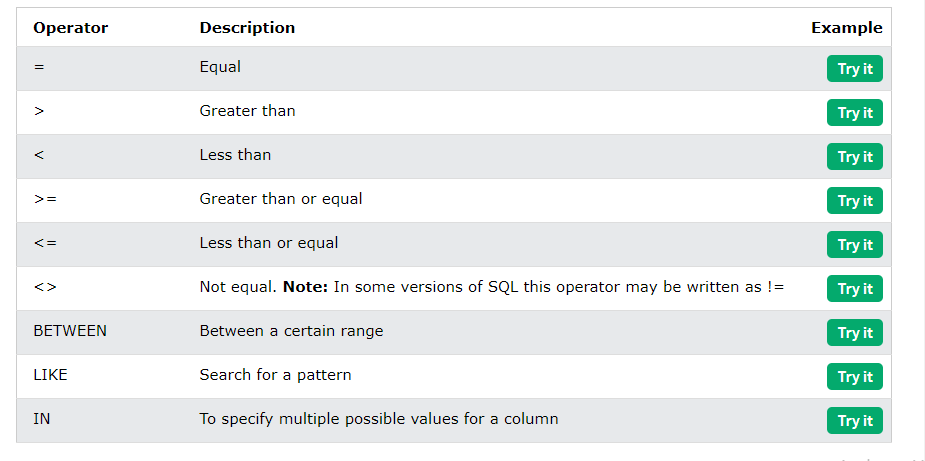 Operator Description Example
= Equal Try it
> Greater than Try it
< Less than Try it
>= Greater than or equal Try it
<= Less than or equal Try it
<> Not equal. Note: In some versions of SQL this operator may be written as != Try it
BETWEEN Between a certain range Try it
LIKE Search for a pattern Try it
IN To specify multiple possible values for a column Try it